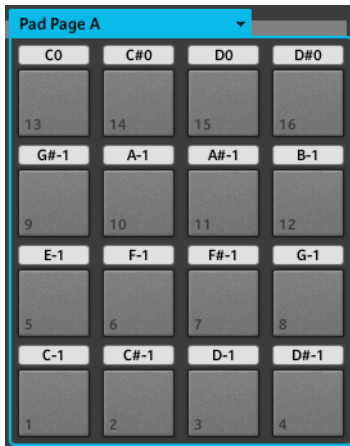 Pad Page A
C0 C#0 D0 D#0
13 14 15 16
G#-1 A-1 A#-1 B-1
9 10 11 12
E-1 F-1 F#-1 G-1
5 6 7 8
C-1 C#-1 D-1 D#-1
1 2 3 4